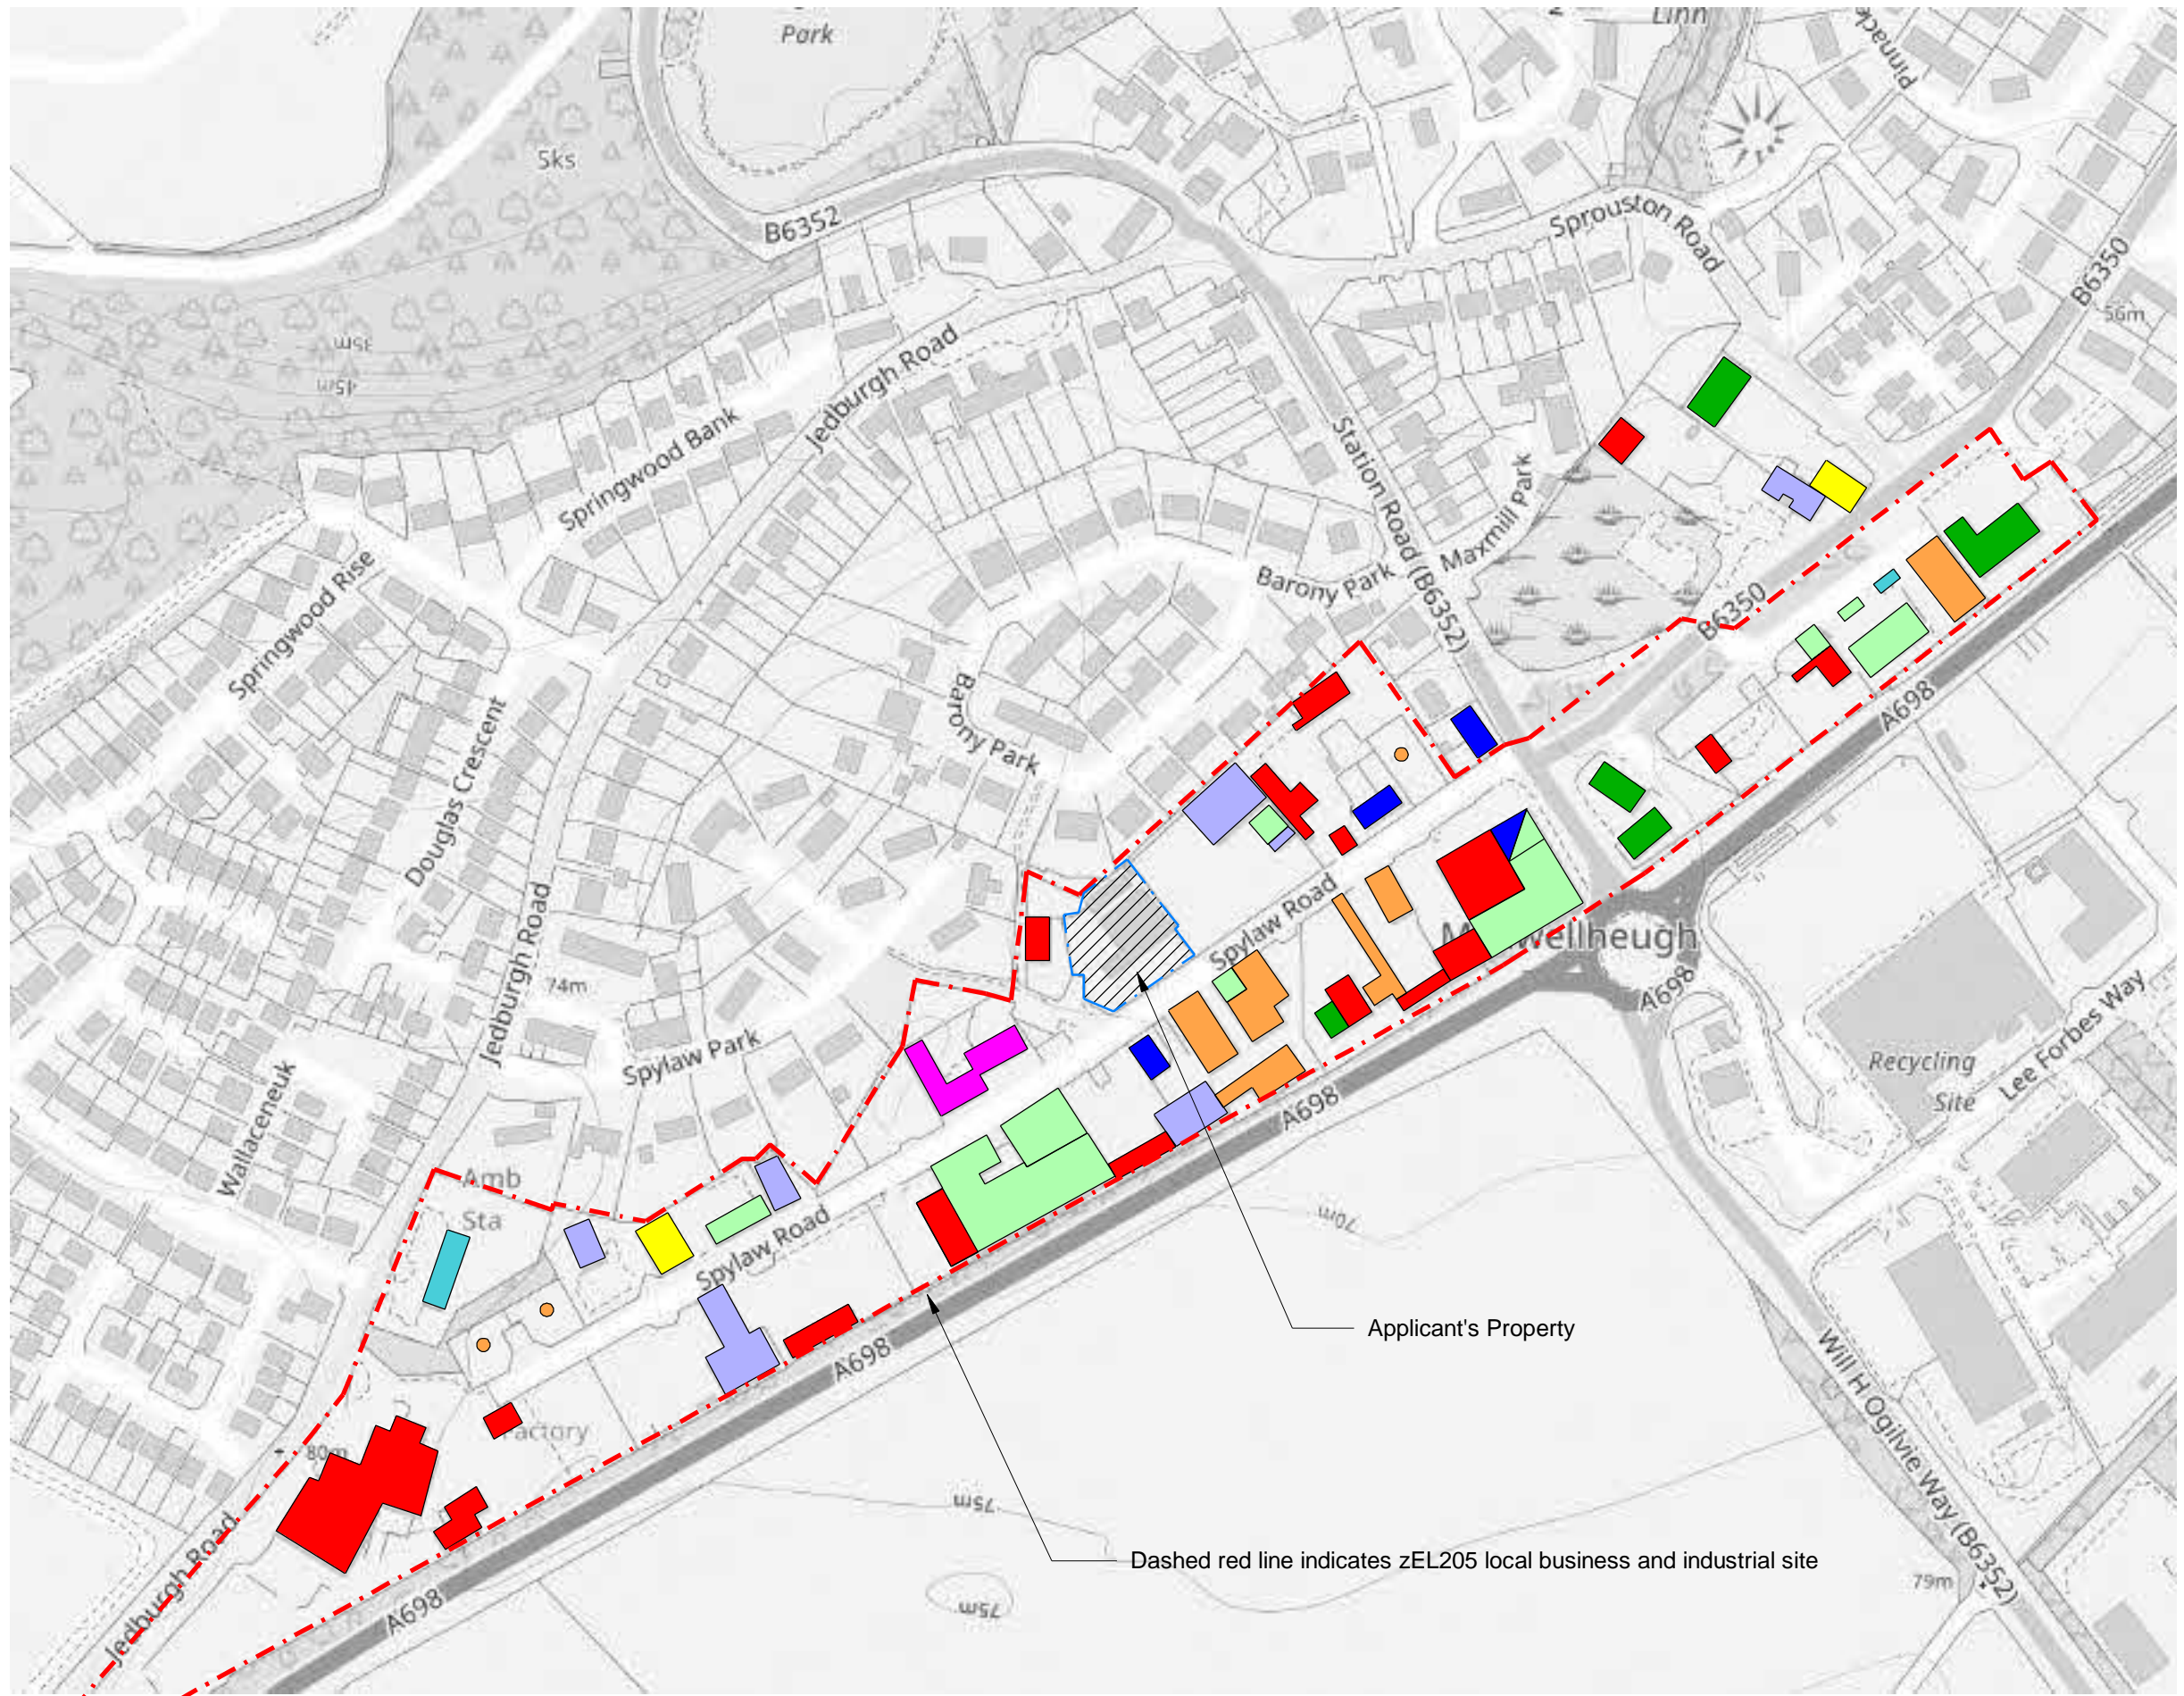 Park
Linn
Pinnack
Sks
B6352
Sprouston Road
B6350
56m
35m
45m
Jedburgh Road
Springwood Bank
Station Road (B6352)
Maxmill Park
Barony Park
Springwood Rise
B6350
Barony Park
A698
Douglas Crescent
Jedburgh Road
Spylaw Road
74m
A698
Spylaw Park
Recycling
Site
Lee Forbes Way
A698
Wallaceneuk
Amb
Sta
70m
Spylaw Road
Applicant's Property
A698
Will H Ogilvie Way (B6352)
80m
75m
Jedburgh Road
Dashed red line indicates zEL205 local business and industrial site
79m
75m
A698